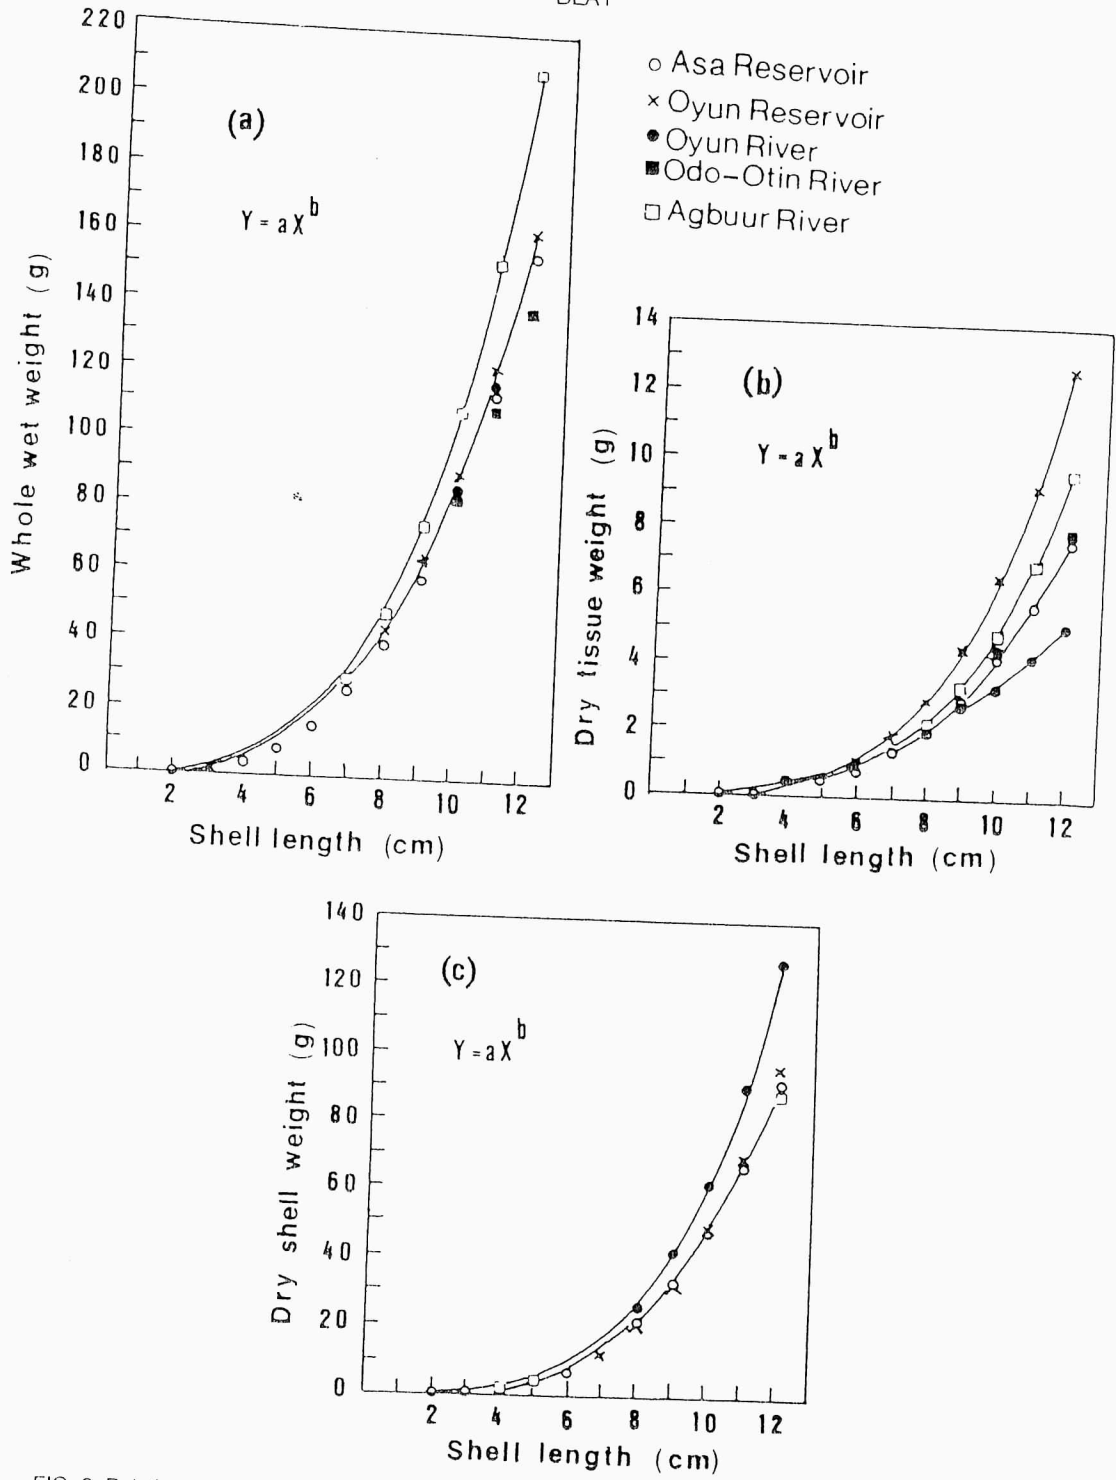 220
200
180
160
140
120
100
80
60
40
20
0
Whole wet weight (g)
(a)
Y = a X^b
2 4 6 8 10 12
Shell length (cm)
○ Asa Reservoir
× Oyun Reservoir
● Oyun River
■ Odo-Otin River
□ Agbuur River
14
12
10
8
6
4
2
0
Dry tissue weight (g)
(b)
Y = a X^b
2 4 6 8 10 12
Shell length (cm)
140
120
100
80
60
40
20
0
Dry shell weight (g)
(c)
Y = a X^b
2 4 6 8 10 12
Shell length (cm)